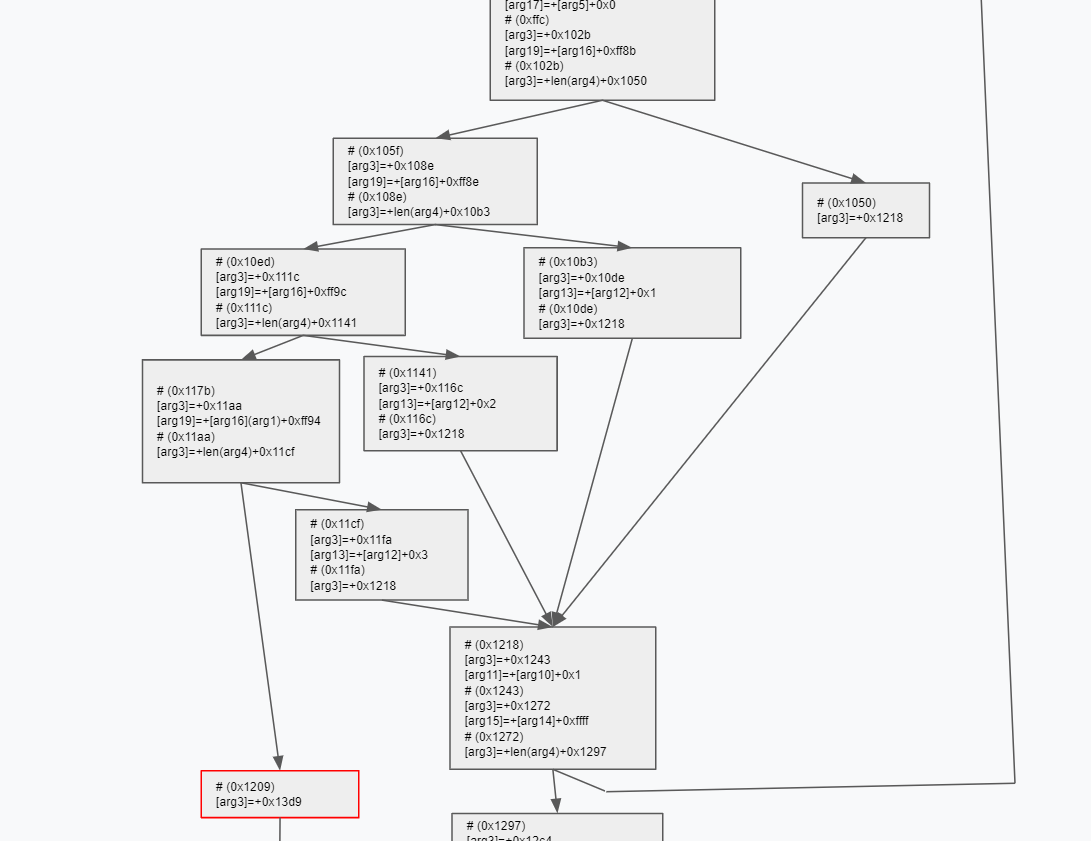 [arg17]=+[arg5]+0x0
# (0xffc)
[arg3]=+0x102b
[arg19]=+[arg16]+0xff8b
# (0x102b)
[arg3]=+len(arg4)+0x1050
# (0x105f)
[arg3]=+0x108e
[arg19]=+[arg16]+0xff8e
# (0x108e)
[arg3]=+len(arg4)+0x10b3
# (0x1050)
[arg3]=+0x1218
# (0x10ed)
[arg3]=+0x111c
[arg19]=+[arg16]+0xff9c
# (0x111c)
[arg3]=+len(arg4)+0x1141
# (0x10b3)
[arg3]=+0x10de
[arg13]=+[arg12]+0x1
# (0x10de)
[arg3]=+0x1218
# (0x117b)
[arg3]=+0x11aa
[arg19]=+[arg16](arg1)+0xff94
# (0x11aa)
[arg3]=+len(arg4)+0x11cf
# (0x1141)
[arg3]=+0x116c
[arg13]=+[arg12]+0x2
# (0x116c)
[arg3]=+0x1218
# (0x11cf)
[arg3]=+0x11fa
[arg13]=+[arg12]+0x3
# (0x11fa)
[arg3]=+0x1218
# (0x1218)
[arg3]=+0x1243
[arg11]=+[arg10]+0x1
# (0x1243)
[arg3]=+0x1272
[arg15]=+[arg14]+0xffff
# (0x1272)
[arg3]=+len(arg4)+0x1297
# (0x1209)
[arg3]=+0x13d9
# (0x1297)
[arg3]=+0x12c4